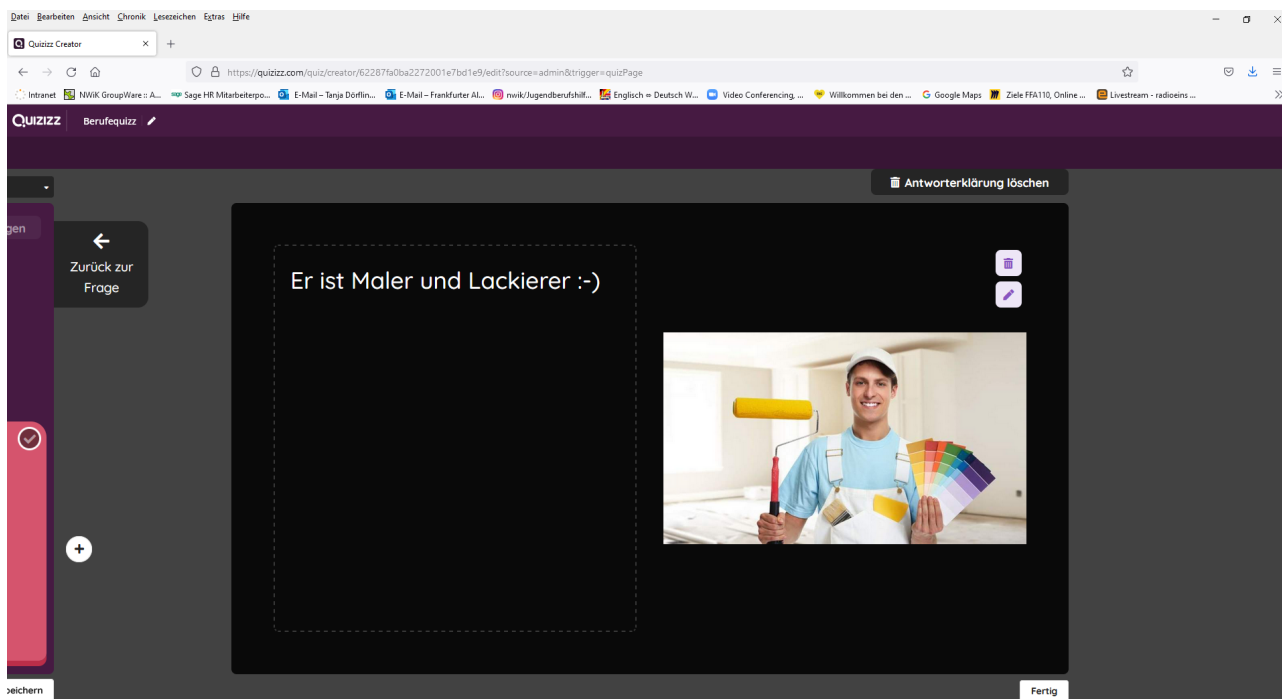 Datei Bearbeiten Ansicht Chronik Lesezeichen Extras Hilfe
Quizizz Creator
https://quizizz.com/quiz/creator/62287fa0ba2272001e7bd1e9/edit?source=admin&trigger=quizPage
Intranet NWiK GroupWare :: A... Sage HR Mitarbeiterpo... E-Mail – Tanja Dörflin... E-Mail – Frankfurter Al... nwik/Jugendberufshilf... Englisch ⇔ Deutsch W... Video Conferencing, ... Willkommen bei den ... Google Maps Ziele FFA110, Online ... Livestream - radioeins ...
QUIZIZZ Berufequizz
Antworterklärung löschen
gen
Zurück zur
Frage
Er ist Maler und Lackierer :-)
peichern
Fertig